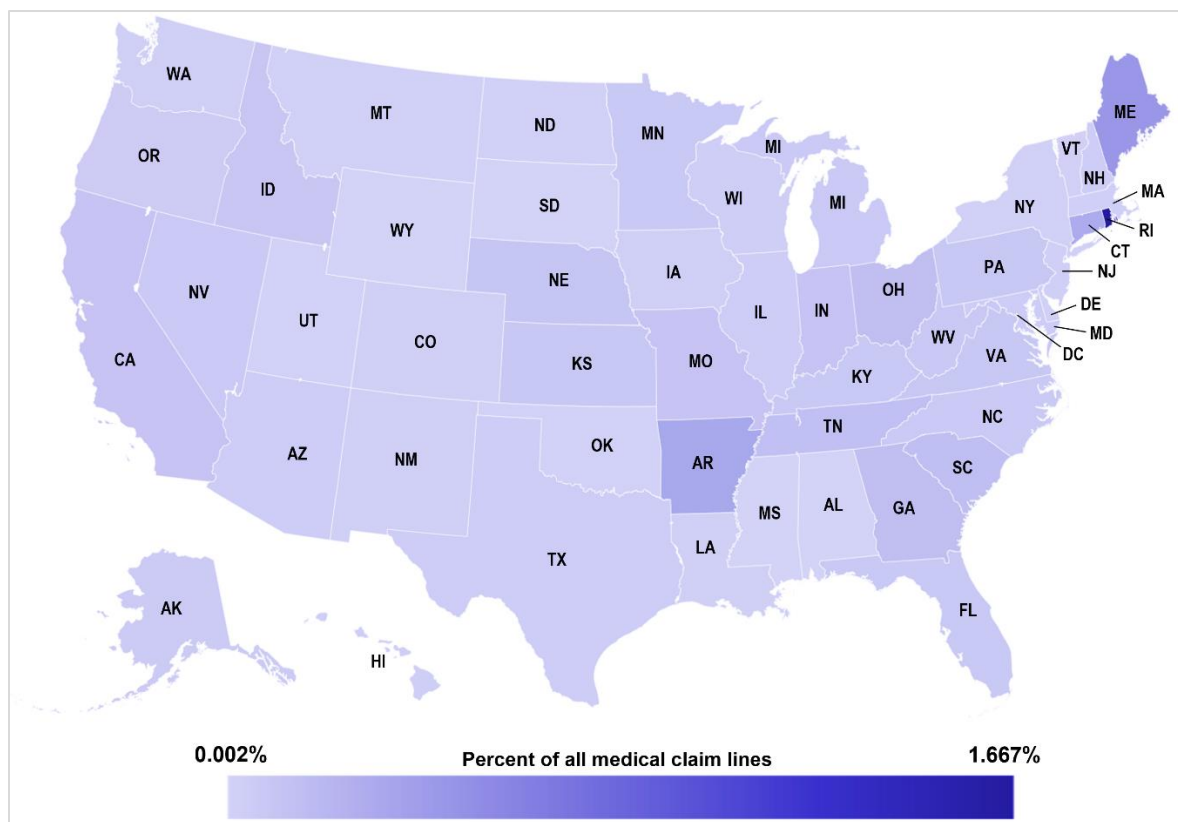 WA
MT
ND
MN
MI
ME
VT
NH
OR
ID
SD
WI
MI
NY
MA
RI
CT
WY
IA
PA
NJ
NV
NE
IL
IN
OH
DE
MD
DC
UT
CO
WV
VA
CA
KS
MO
KY
NC
AZ
NM
OK
AR
TN
SC
MS
AL
GA
LA
TX
AK
HI
FL
0.002%
Percent of all medical claim lines
1.667%